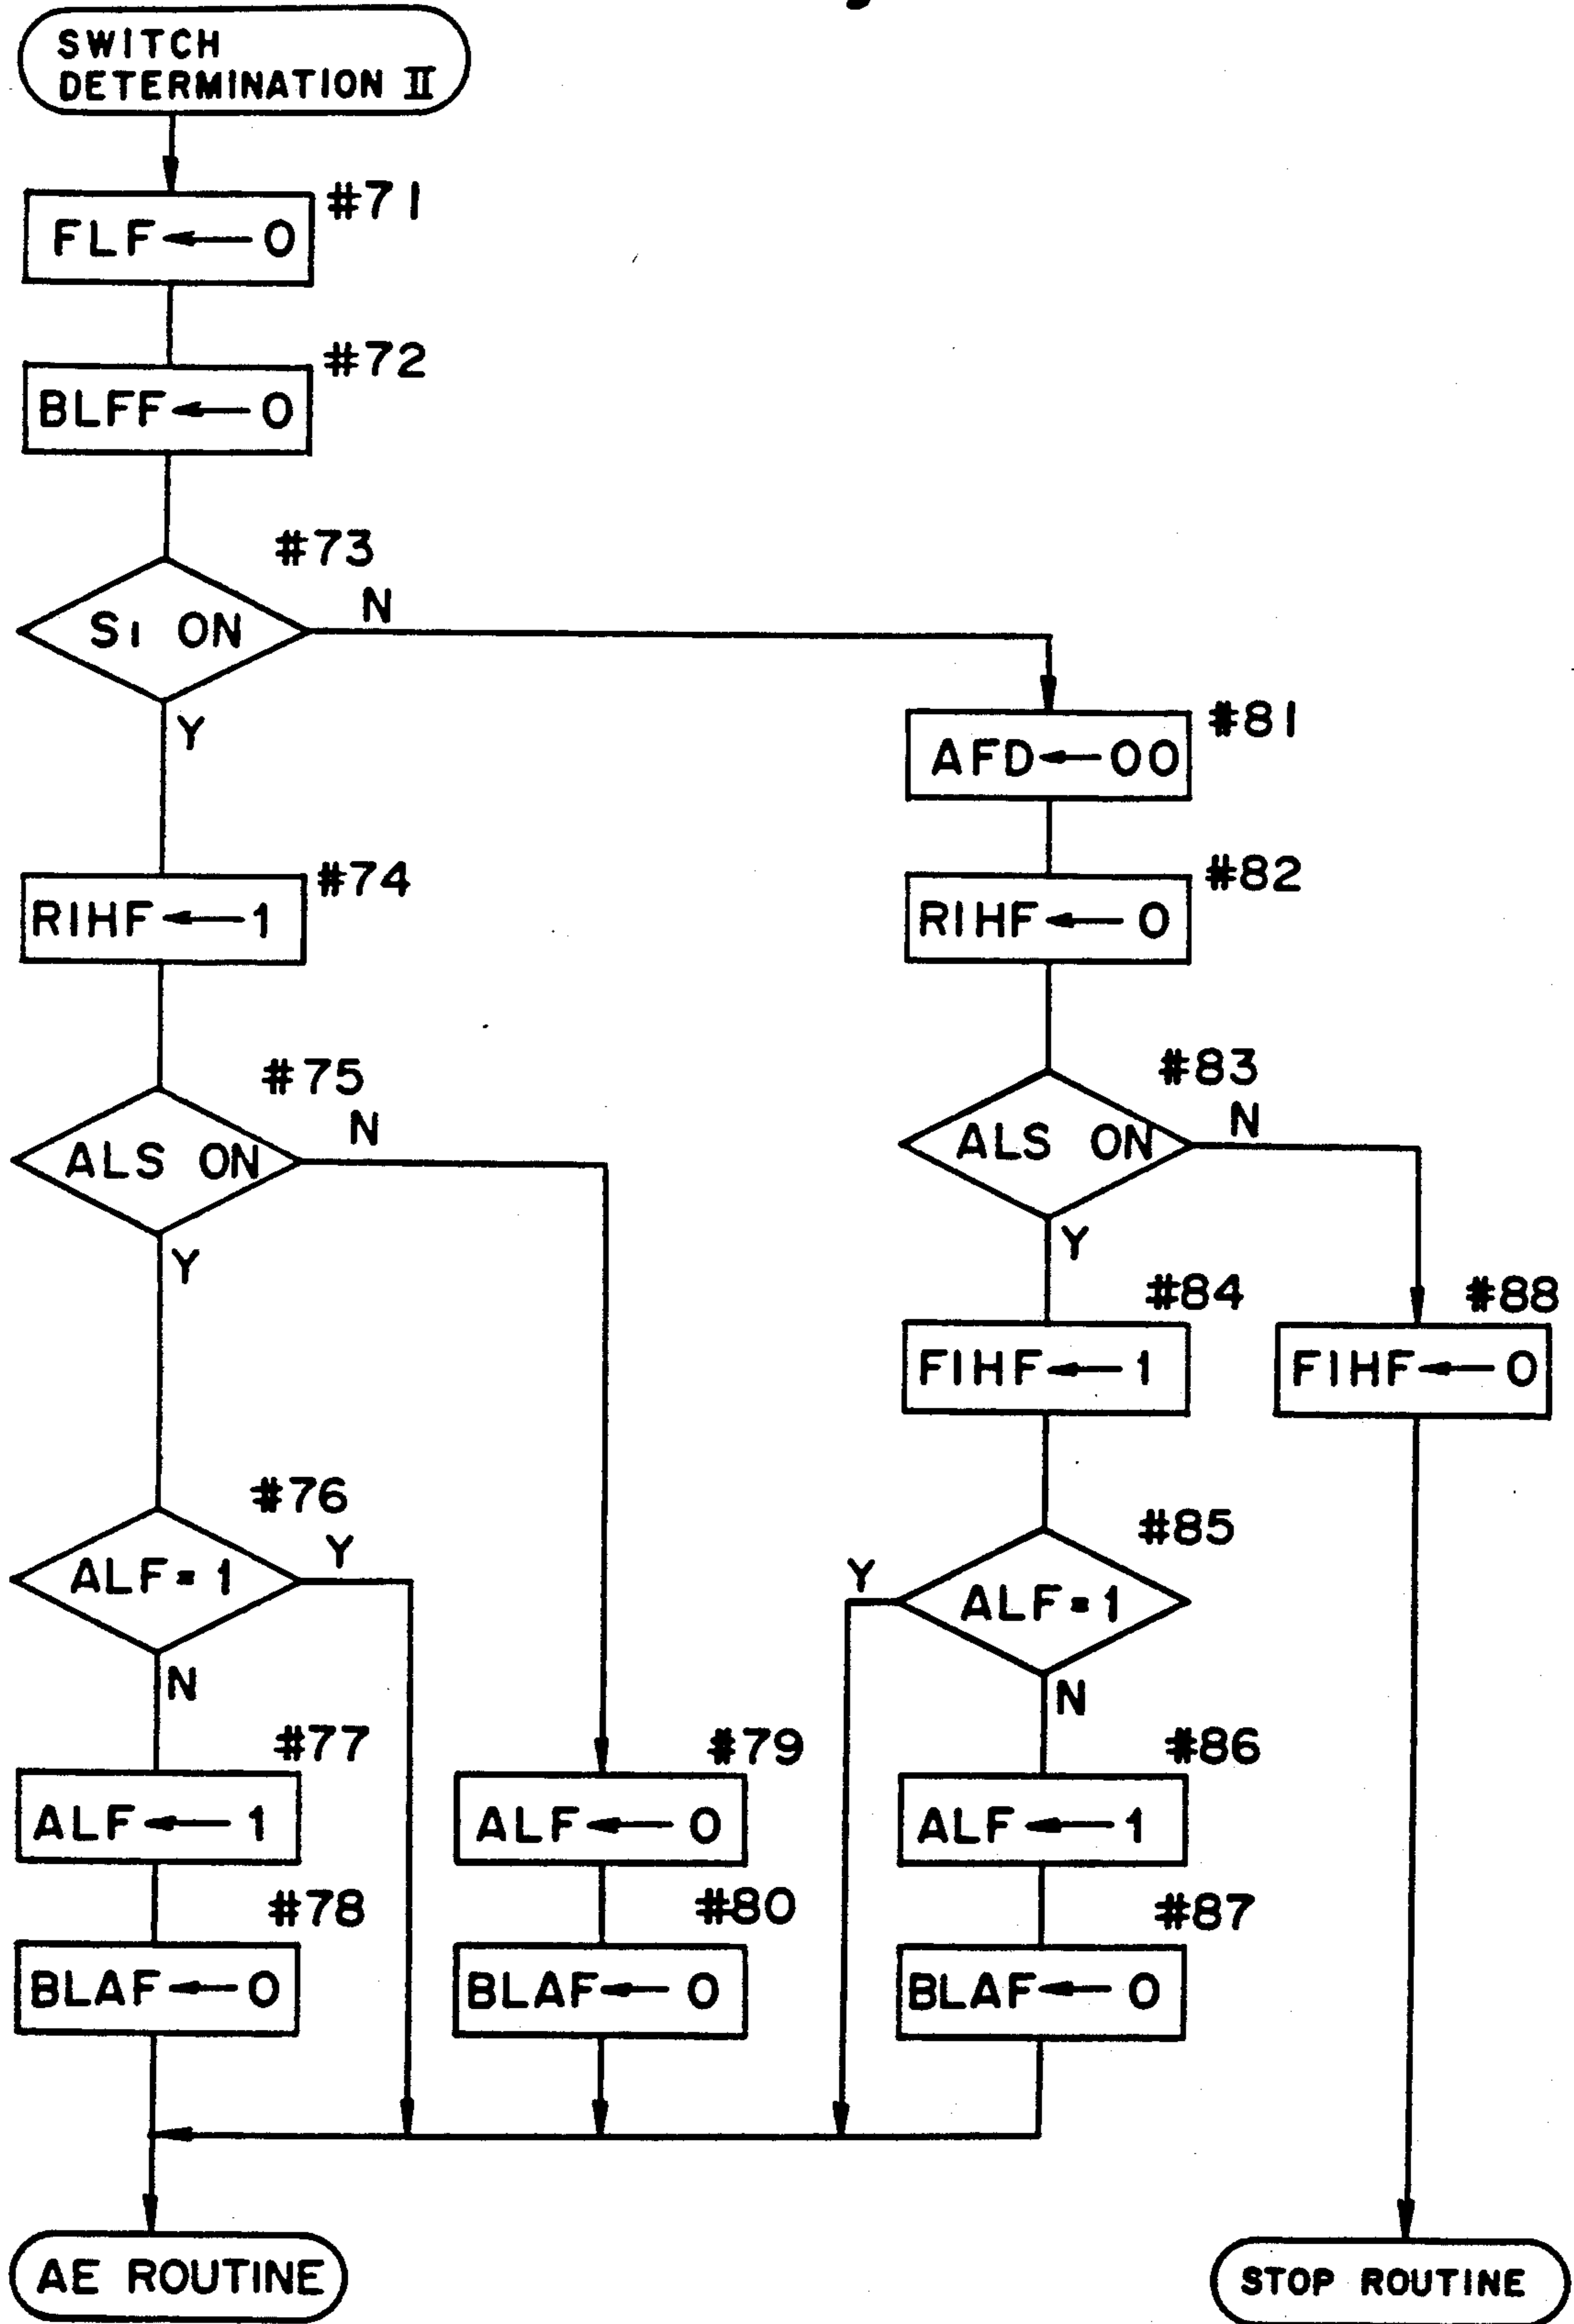 SWITCH
DETERMINATION II
#71
FLF ← 0
#72
BLFF ← 0
#73
S1 ON
N
Y
#81
AFD ← 00
#74
RIHF ← 1
#82
RIHF ← 0
#75
ALS ON
N
Y
#83
ALS ON
N
Y
#84
FIHF ← 1
#88
FIHF ← 0
#76
ALF = 1
Y
N
#85
ALF = 1
Y
N
#77
ALF ← 1
#79
ALF ← 0
#86
ALF ← 1
#78
BLAF ← 0
#80
BLAF ← 0
#87
BLAF ← 0
AE ROUTINE
STOP ROUTINE